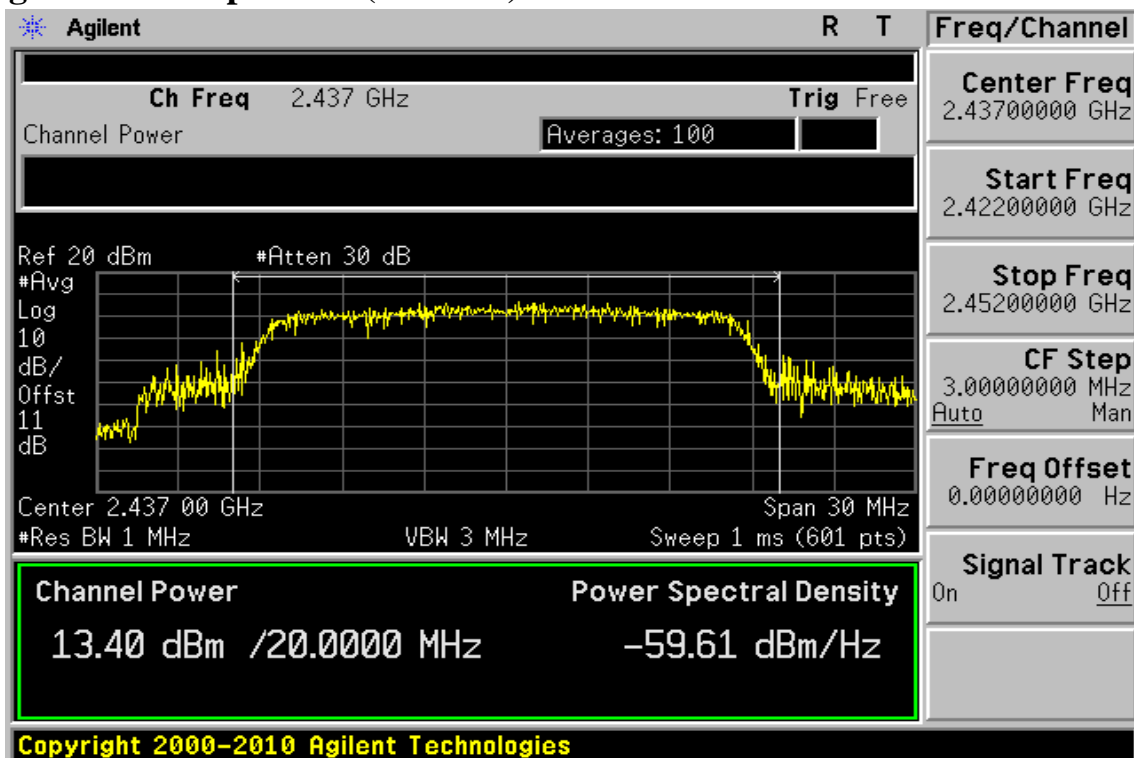 Agilent R T
Ch Freq 2.437 GHz Trig Free
Channel Power Averages: 100
Ref 20 dBm #Atten 30 dB
#Avg
Log
10
dB/
Offst
11
dB
Center 2.437 00 GHz Span 30 MHz
#Res BW 1 MHz VBW 3 MHz Sweep 1 ms (601 pts)
Channel Power Power Spectral Density
13.40 dBm /20.0000 MHz -59.61 dBm/Hz
Copyright 2000-2010 Agilent Technologies
Freq/Channel
Center Freq
2.43700000 GHz
Start Freq
2.42200000 GHz
Stop Freq
2.45200000 GHz
CF Step
3.00000000 MHz
Auto Man
Freq Offset
0.00000000 Hz
Signal Track
On Off